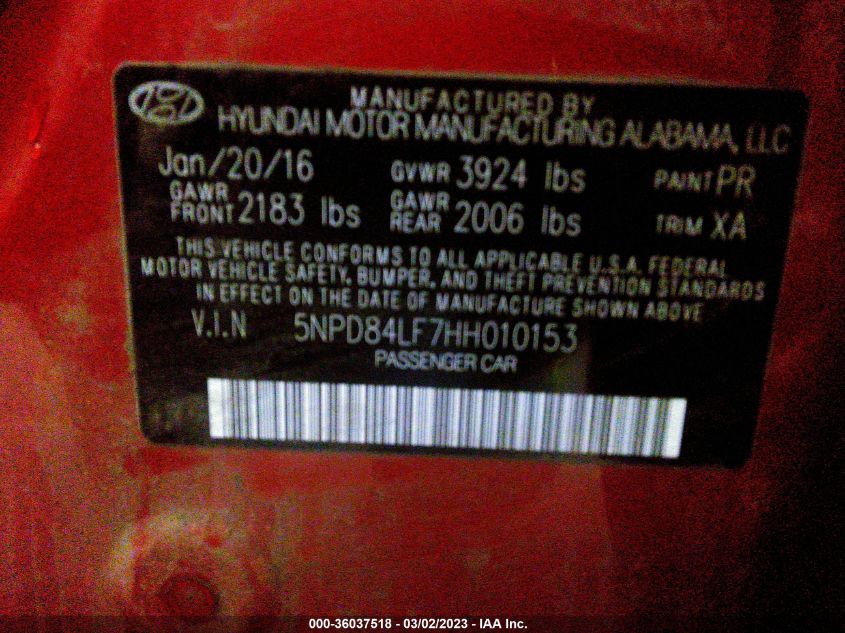 MANUFACTURED BY
HYUNDAI MOTOR MANUFACTURING ALABAMA, LLC
Jan/20/16 GVWR 3924 lbs PAINT PR
GAWR FRONT 2183 lbs GAWR REAR 2006 lbs TRIM XA
THIS VEHICLE CONFORMS TO ALL APPLICABLE U.S.A. FEDERAL
MOTOR VEHICLE SAFETY, BUMPER, AND THEFT PREVENTION STANDARDS
IN EFFECT ON THE DATE OF MANUFACTURE SHOWN ABOVE
V.I.N 5NPD84LF7HH010153
PASSENGER CAR
000-36037518 - 03/02/2023 - IAA Inc.